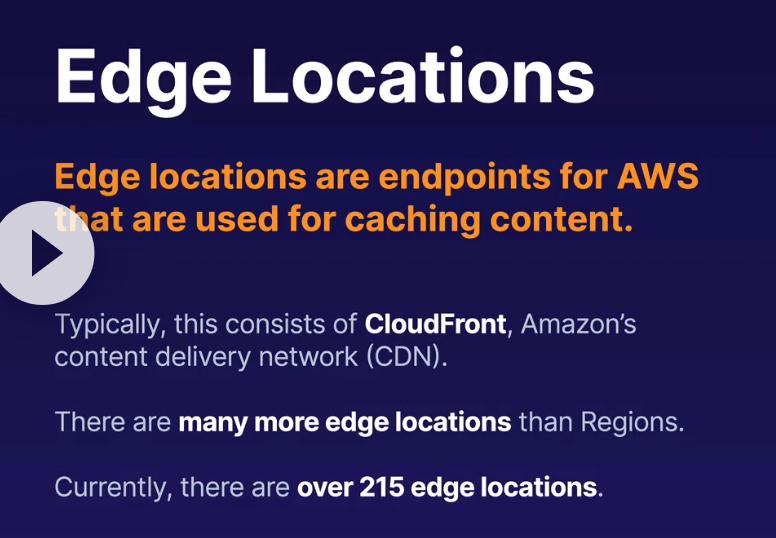 Edge Locations
Edge locations are endpoints for AWS
that are used for caching content.
Typically, this consists of CloudFront, Amazon’s
content delivery network (CDN).
There are many more edge locations than Regions.
Currently, there are over 215 edge locations.